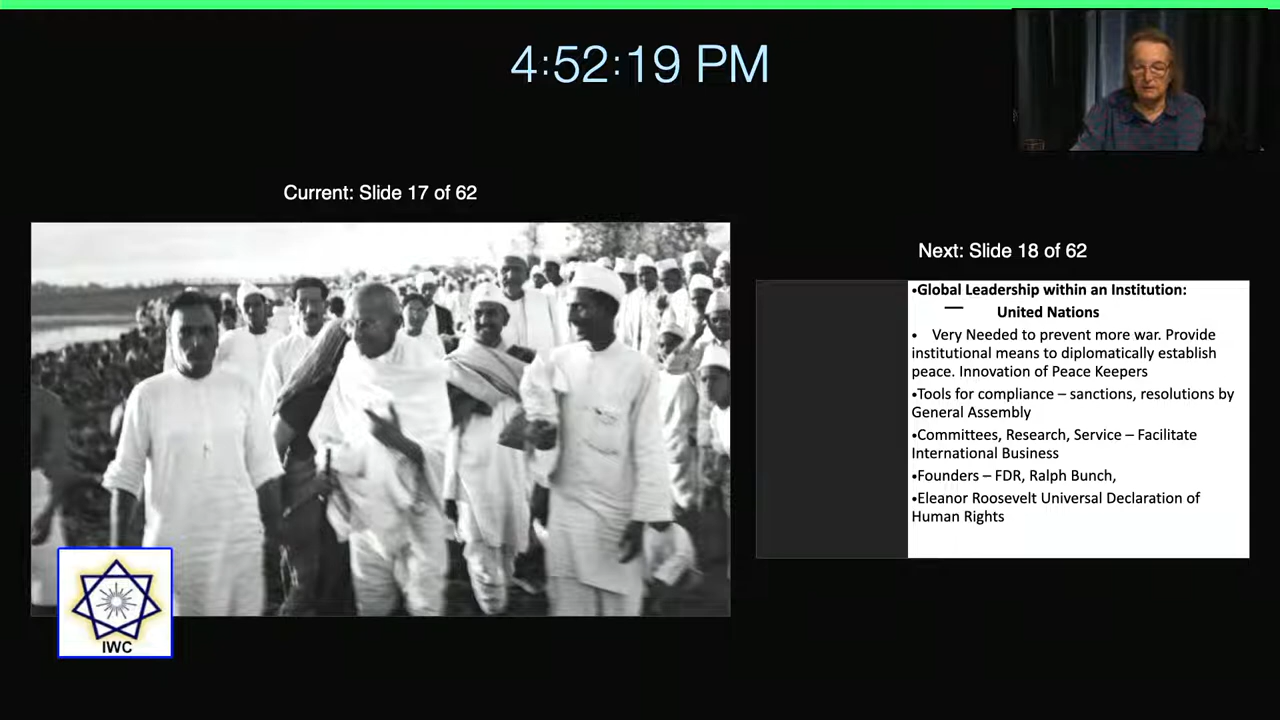 4:52:19 PM
Current: Slide 17 of 62
IWC
Next: Slide 18 of 62
•Global Leadership within an Institution:
United Nations
• Very Needed to prevent more war. Provide
institutional means to diplomatically establish
peace. Innovation of Peace Keepers
•Tools for compliance – sanctions, resolutions by
General Assembly
•Committees, Research, Service – Facilitate
International Business
•Founders – FDR, Ralph Bunch,
•Eleanor Roosevelt Universal Declaration of
Human Rights